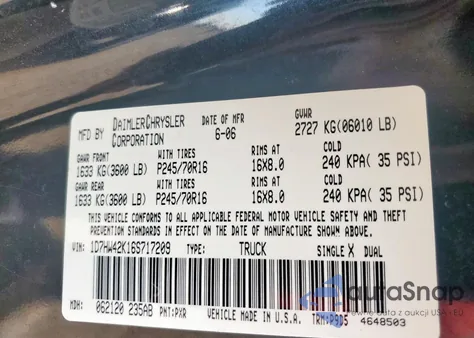 MFD BY DAIMLERCHRYSLER CORPORATION DATE OF MFR 6-06 GVWR 2727 KG(06010 LB)
GAWR FRONT WITH TIRES RIMS AT COLD
1633 KG(3600 LB) P245/70R16 16X8.0 240 KPA( 35 PSI)
GAWR REAR WITH TIRES RIMS AT COLD
1633 KG(3600 LB) P245/70R16 16X8.0 240 KPA( 35 PSI)
THIS VEHICLE CONFORMS TO ALL APPLICABLE FEDERAL MOTOR VEHICLE SAFETY AND THEFT
PREVENTION STANDARDS IN EFFECT ON THE DATE OF MANUFACTURE SHOWN ABOVE.
VIN: 1D7HW42K16S717209 TYPE: TRUCK SINGLE X DUAL
MDH: 062120 235AB PNT:PXR VEHICLE MADE IN U.S.A. 4648503
autoAsnap